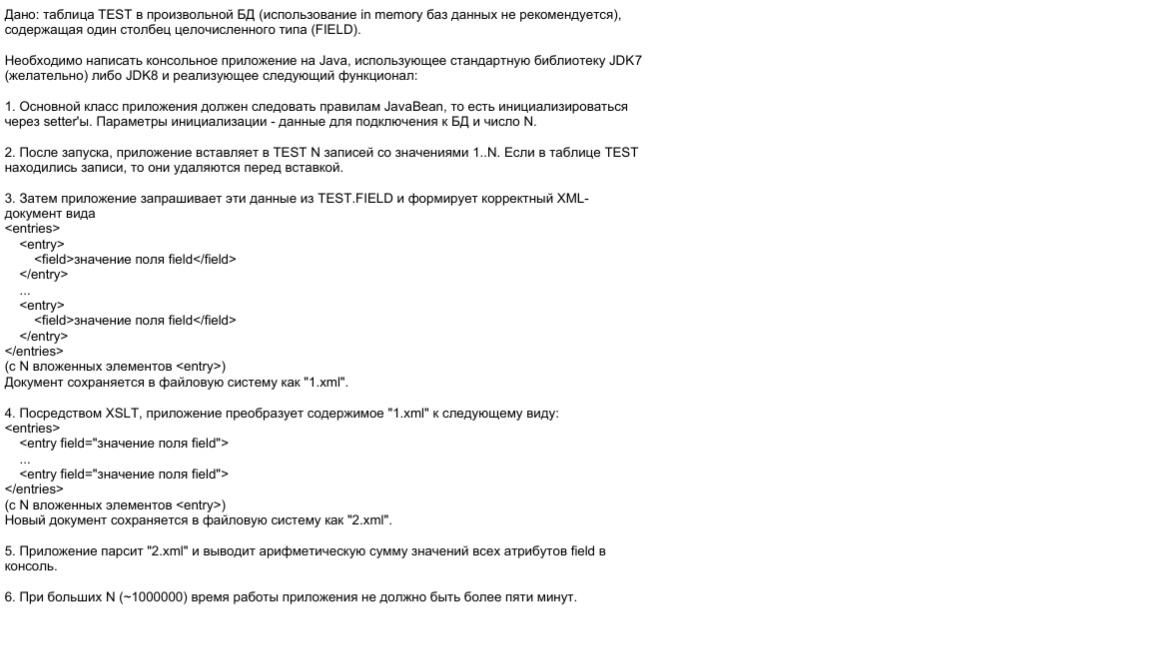 Дано: таблица TEST в произвольной БД (использование in memory баз данных не рекомендуется),
содержащая один столбец целочисленного типа (FIELD).
Необходимо написать консольное приложение на Java, использующее стандартную библиотеку JDK7
(желательно) либо JDK8 и реализующее следующий функционал:
1. Основной класс приложения должен следовать правилам JavaBean, то есть инициализироваться
через setter'ы. Параметры инициализации - данные для подключения к БД и число N.
2. После запуска, приложение вставляет в TEST N записей со значениями 1..N. Если в таблице TEST
находились записи, то они удаляются перед вставкой.
3. Затем приложение запрашивает эти данные из TEST.FIELD и формирует корректный XML-
документ вида
<entries>
<entry>
<field>значение поля field</field>
</entry>
...
<entry>
<field>значение поля field</field>
</entry>
</entries>
(с N вложенных элементов <entry>)
Документ сохраняется в файловую систему как "1.xml".
4. Посредством XSLT, приложение преобразует содержимое "1.xml" к следующему виду:
<entries>
<entry field="значение поля field">
...
<entry field="значение поля field">
</entries>
(с N вложенных элементов <entry>)
Новый документ сохраняется в файловую систему как "2.xml".
5. Приложение парсит "2.xml" и выводит арифметическую сумму значений всех атрибутов field в
консоль.
6. При больших N (~1000000) время работы приложения не должно быть более пяти минут.